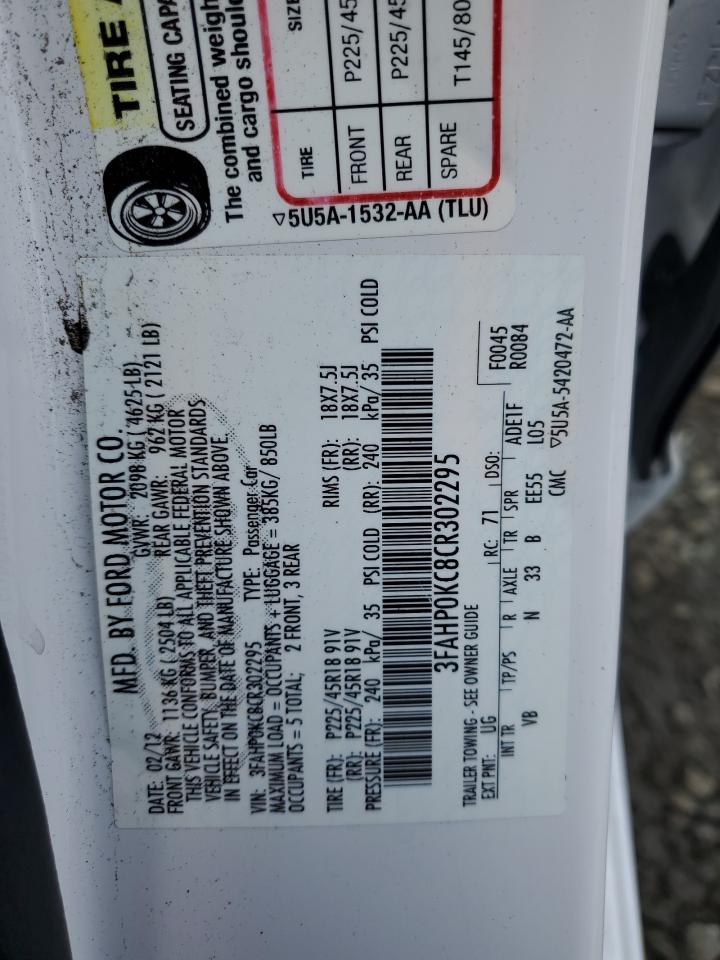 TIRE A
SEATING CAPA
The combined weigh
and cargo shoul
SIZE
TIRE
FRONT P225/45
REAR P225/45
SPARE T145/80
5U5A-1532-AA (TLU)
MFD. BY FORD MOTOR CO.
DATE: 02/12 GVWR: 2098 KG ( 4625 LB)
FRONT GAWR: 1136 KG ( 2504 LB) REAR GAWR: 962 KG ( 2121 LB)
THIS VEHICLE CONFORMS TO ALL APPLICABLE FEDERAL MOTOR
VEHICLE SAFETY, BUMPER, AND THEFT PREVENTION STANDARDS
IN EFFECT ON THE DATE OF MANUFACTURE SHOWN ABOVE.
VIN: 3FAHP0KC8CR302295 TYPE: Passenger Car
MAXIMUM LOAD = OCCUPANTS + LUGGAGE = 385KG/ 850LB
OCCUPANTS = 5 TOTAL; 2 FRONT, 3 REAR
TIRE (FR): P225/45R18 91V RIMS (FR): 18X7.5J
(RR): P225/45R18 91V (RR): 18X7.5J
PRESSURE (FR): 240 kPa/ 35 PSI COLD (RR): 240 kPa/ 35 PSI COLD
3FAHP0KC8CR302295
TRAILER TOWING - SEE OWNER GUIDE F0045
EXT PNT: UG RC: 71 DSO: R0084
INT TR TP/PS R AXLE TR SPR ADE1F
VB N 33 B EE55 L05
CMC 5U5A-5420472-AA